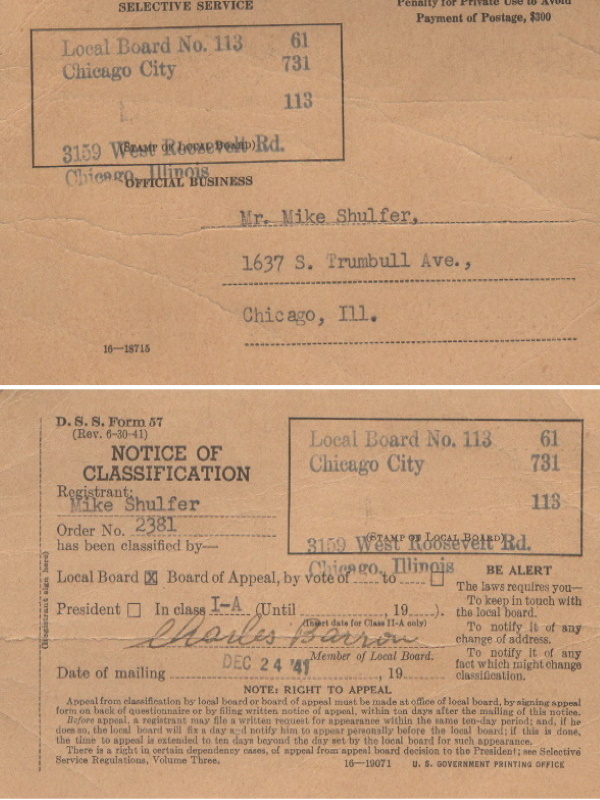 SELECTIVE SERVICE
Penalty for Private Use to Avoid
Payment of Postage, $300
Local Board No. 113 61
Chicago City 731
113
(STAMP OF LOCAL BOARD)
3159 West Roosevelt Rd.
Chicago, Illinois
OFFICIAL BUSINESS
Mr. Mike Shulfer,
1637 S. Trumbull Ave.,
Chicago, Ill.
16—18715
D. S. S. Form 57
(Rev. 6-30-41)
NOTICE OF
CLASSIFICATION
Registrant:
Mike Shulfer
Order No. 2381
has been classified by—
Local Board No. 113 61
Chicago City 731
113
(STAMP OF LOCAL BOARD)
3159 West Roosevelt Rd.
Chicago, Illinois
Local Board ☒ Board of Appeal, by vote of ____ to ____ ☐
President ☐ In class I-A (Until ________, 19____).
(Insert date for Class II-A only)
Charles Barron
Member of Local Board.
Date of mailing DEC 24 '41, 19____
(Registrant sign here)
BE ALERT
The laws requires you—
To keep in touch with
the local board.
To notify it of any
change of address.
To notify it of any
fact which might change
classification.
NOTE: RIGHT TO APPEAL
Appeal from classification by local board or board of appeal must be made at office of local board, by signing appeal
form on back of questionnaire or by filing written notice of appeal, within ten days after the mailing of this notice.
Before appeal, a registrant may file a written request for appearance within the same ten-day period; and, if he
does so, the local board will fix a day and notify him to appear personally before the local board; if this is done,
the time to appeal is extended to ten days beyond the day set by the local board for such appearance.
There is a right in certain dependency cases, of appeal from appeal board decision to the President; see Selective
Service Regulations, Volume Three.
16—19071 U. S. GOVERNMENT PRINTING OFFICE